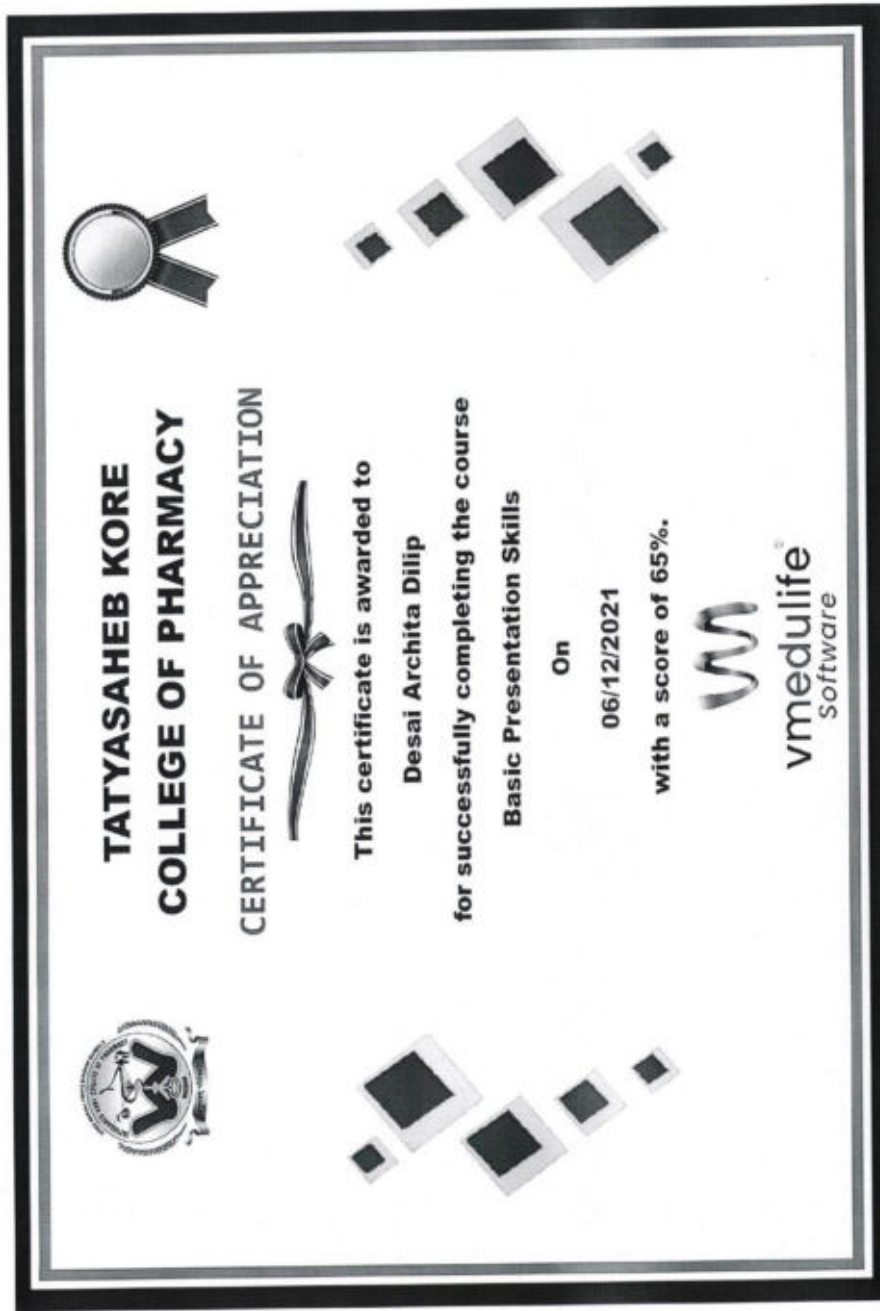 TATYASAHEB KORE
COLLEGE OF PHARMACY
CERTIFICATE OF APPRECIATION
This certificate is awarded to
Desai Archita Dilip
for successfully completing the course
Basic Presentation Skills
On
06/12/2021
with a score of 65%.
vmedulife
Software